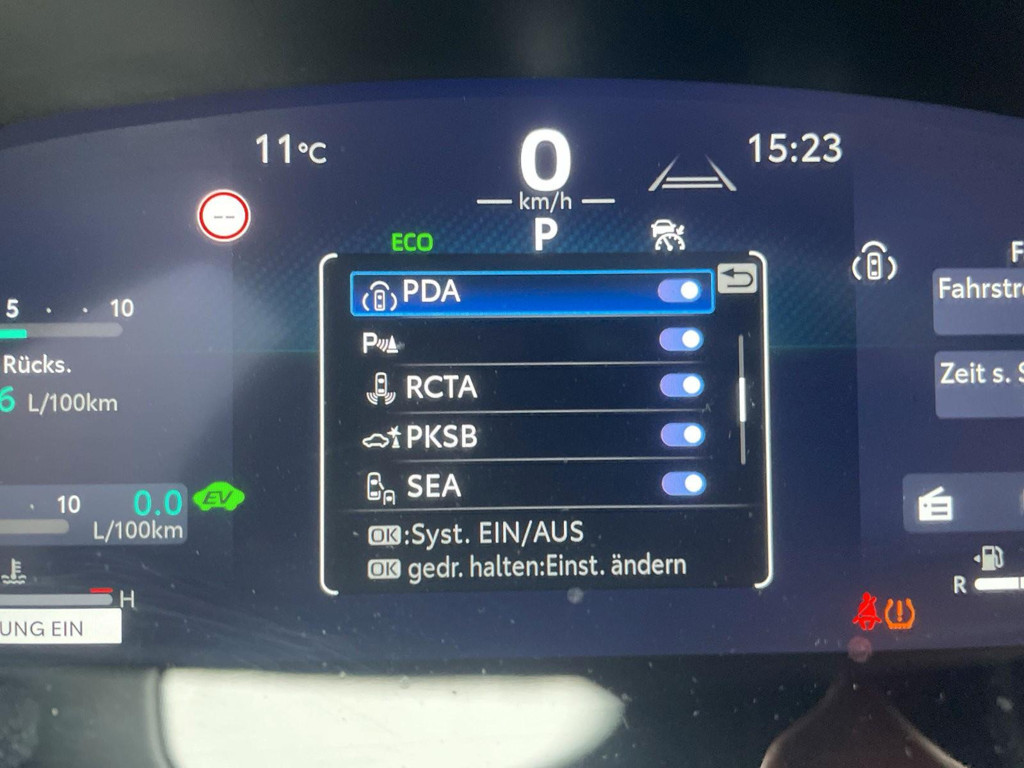 11°C
0
15:23
km/h
--
ECO
P
PDA
P
RCTA
PKSB
SEA
OK:Syst. EIN/AUS
OK gedr. halten:Einst. ändern
5 10
Rücks.
6 L/100km
10 0.0
EV
L/100km
H
UNG EIN
F
Fahrstr
Zeit s. S
R